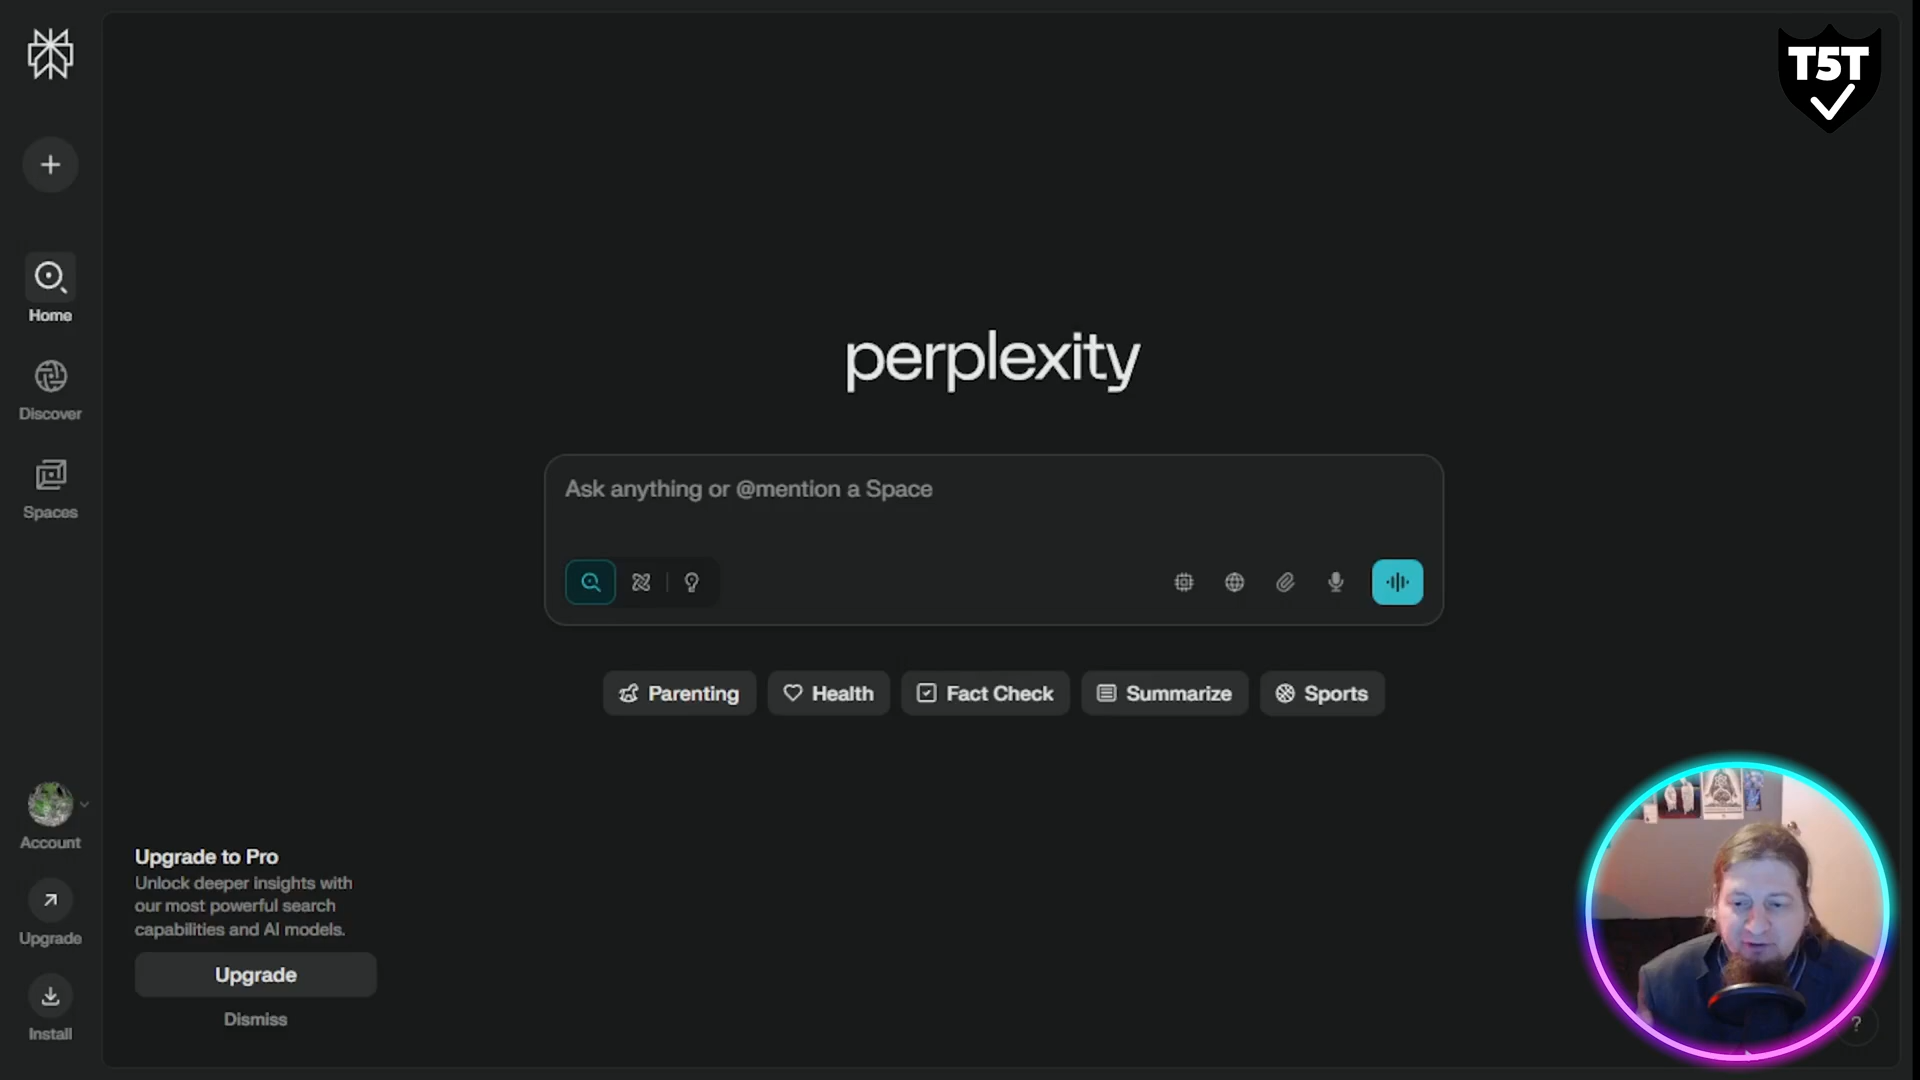 T5T
Home
Discover
Spaces
perplexity
Ask anything or @mention a Space
Parenting
Health
Fact Check
Summarize
Sports
Account
Upgrade
Install
Upgrade to Pro
Unlock deeper insights with
our most powerful search
capabilities and AI models.
Upgrade
Dismiss
?